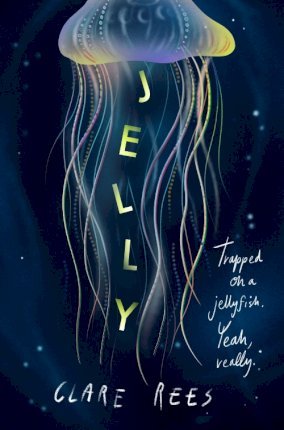 JELLY
Trapped
on a
jellyfish.
Yeah,
really.
CLARE REES